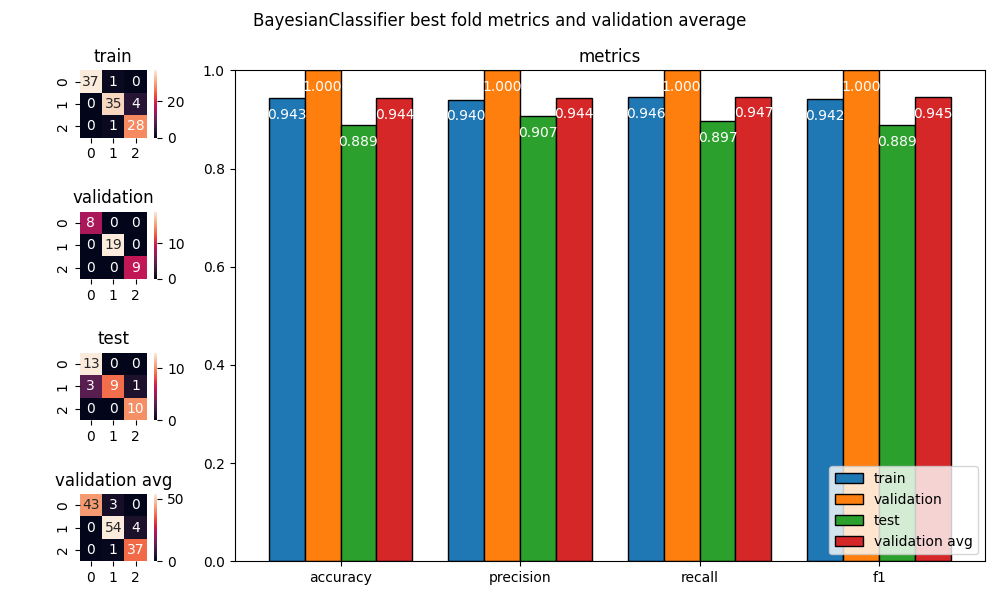 BayesianClassifier best fold metrics and validation average
train
0 37 1 0
1 0 35 4
2 0 1 28
0 1 2
20
0
validation
0 8 0 0
1 0 19 0
2 0 0 9
0 1 2
10
0
test
0 13 0 0
1 3 9 1
2 0 0 10
0 1 2
10
0
validation avg
0 43 3 0
1 0 54 4
2 0 1 37
0 1 2
50
0
metrics
1.0
0.8
0.6
0.4
0.2
0.0
0.943 1.000 0.889 0.944
0.940 1.000 0.907 0.944
0.946 1.000 0.897 0.947
0.942 1.000 0.889 0.945
accuracy precision recall f1
train
validation
test
validation avg